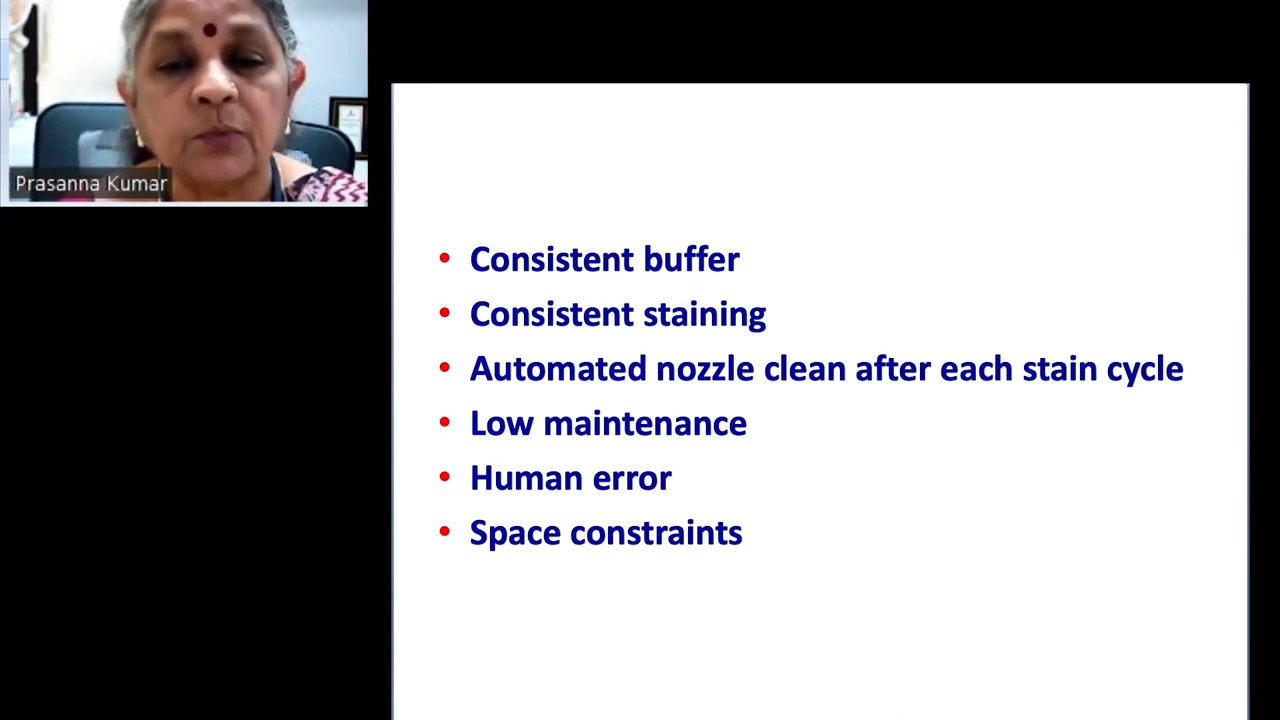 Prasanna Kumar
• Consistent buffer
• Consistent staining
• Automated nozzle clean after each stain cycle
• Low maintenance
• Human error
• Space constraints